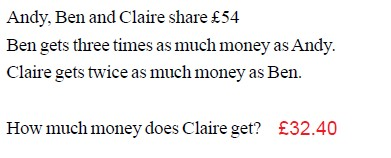 Andy, Ben and Claire share £54
Ben gets three times as much money as Andy.
Claire gets twice as much money as Ben.
How much money does Claire get? £32.40